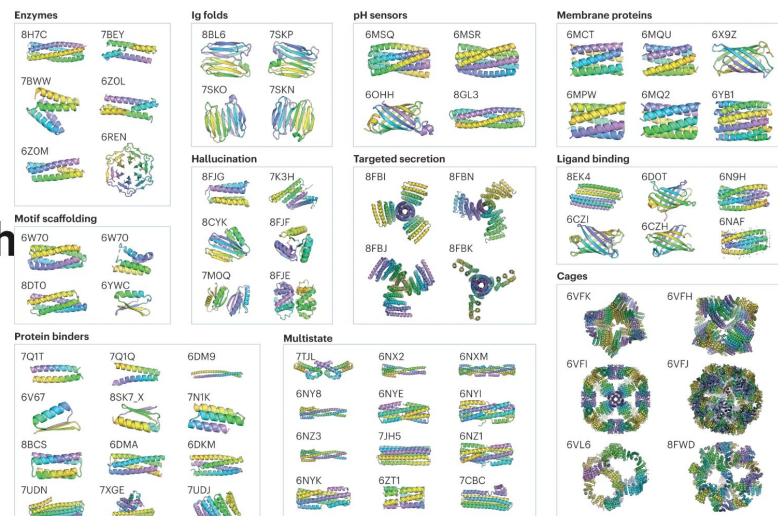 Enzymes
8H7C 7BEY
7BWW 6ZOL
6REN
6Z0M
Motif scaffolding
6W70 6W70
8DT0 6YWC
Ig folds
8BL6 7SKP
7SKO 7SKN
Hallucination
8FJG 7K3H
8CYK 8FJF
7M0Q 8FJE
pH sensors
6MSQ 6MSR
6OHH 8GL3
Targeted secretion
8FBI 8FBN
8FBJ 8FBK
Membrane proteins
6MCT 6MQU 6X9Z
6MPW 6MQ2 6YB1
Ligand binding
8EK4 6D0T 6N9H
6CZI 6CZH 6NAF
Cages
6VFK 6VFH
6VFI 6VFJ
6VL6 8FWD
Protein binders
7Q1T 7Q1Q 6DM9
6V67 8SK7_X 7N1K
8BCS 6DMA 6DKM
7UDN 7XGE 7UDJ
Multistate
7TJL 6NX2 6NXM
6NY8 6NYE 6NYI
6NZ3 7JH5 6NZ1
6NYK 6ZT1 7CBC
h